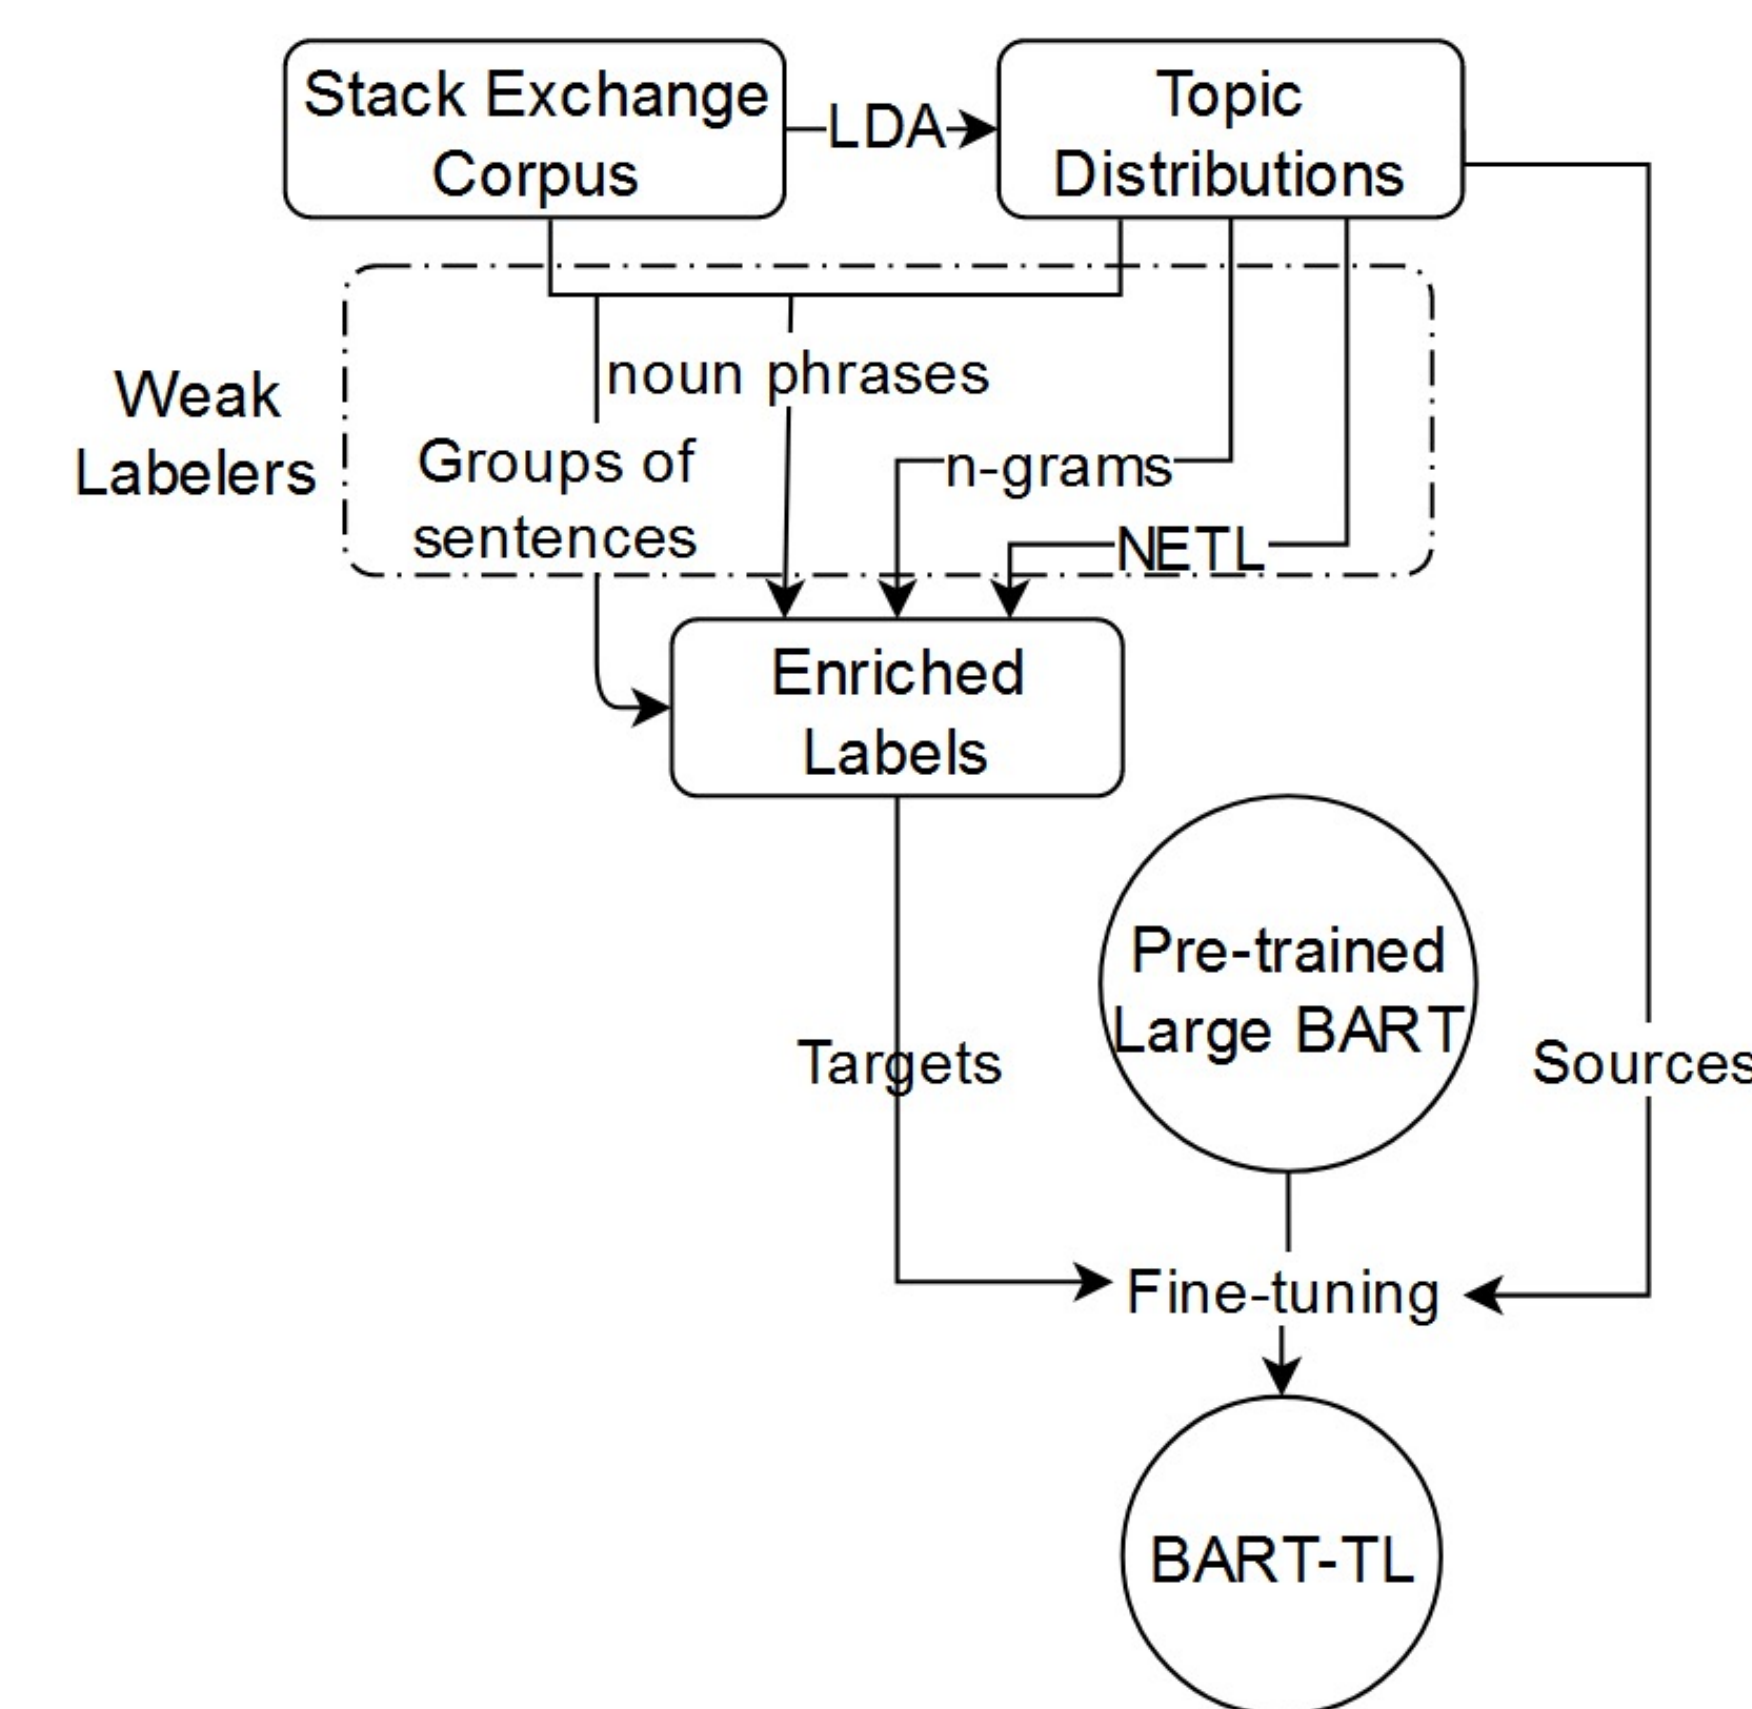 Stack Exchange
Corpus
LDA
Topic
Distributions
Weak
Labelers
noun phrases
Groups of
sentences
n-grams
NETL
Enriched
Labels
Pre-trained
Large BART
Targets
Sources
Fine-tuning
BART-TL